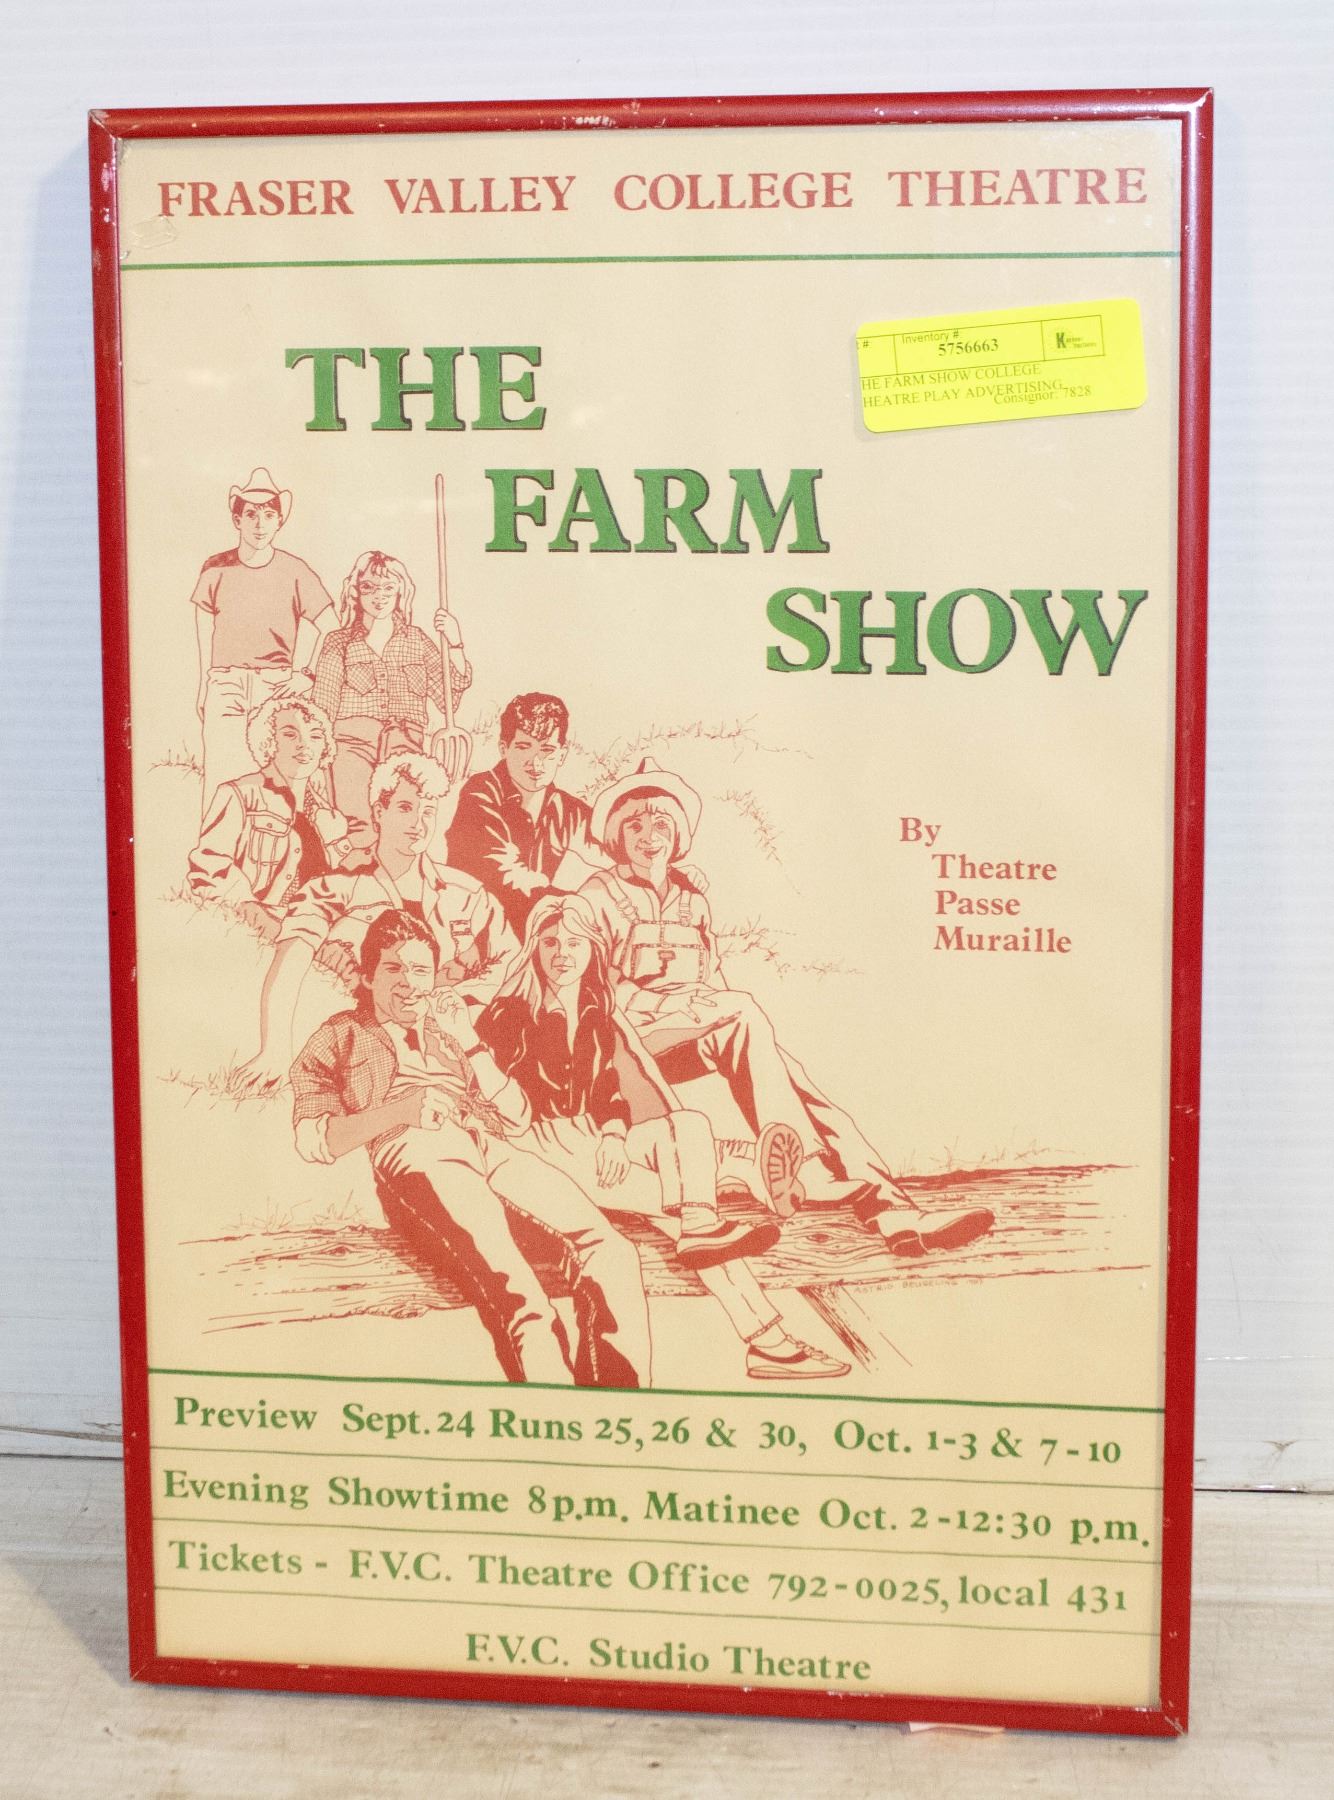 FRASER VALLEY COLLEGE THEATRE
#
Inventory #
5756663
HE FARM SHOW COLLEGE
HEATRE PLAY ADVERTISING,
Consignor: 7828
THE
FARM
SHOW
By
Theatre
Passe
Muraille
ASTRID
Preview Sept. 24 Runs 25, 26 & 30, Oct. 1-3 & 7-10
Evening Showtime 8 p.m. Matinee Oct. 2-12:30 p.m.
Tickets - F.V.C. Theatre Office 792-0025, local 431
F.V.C. Studio Theatre